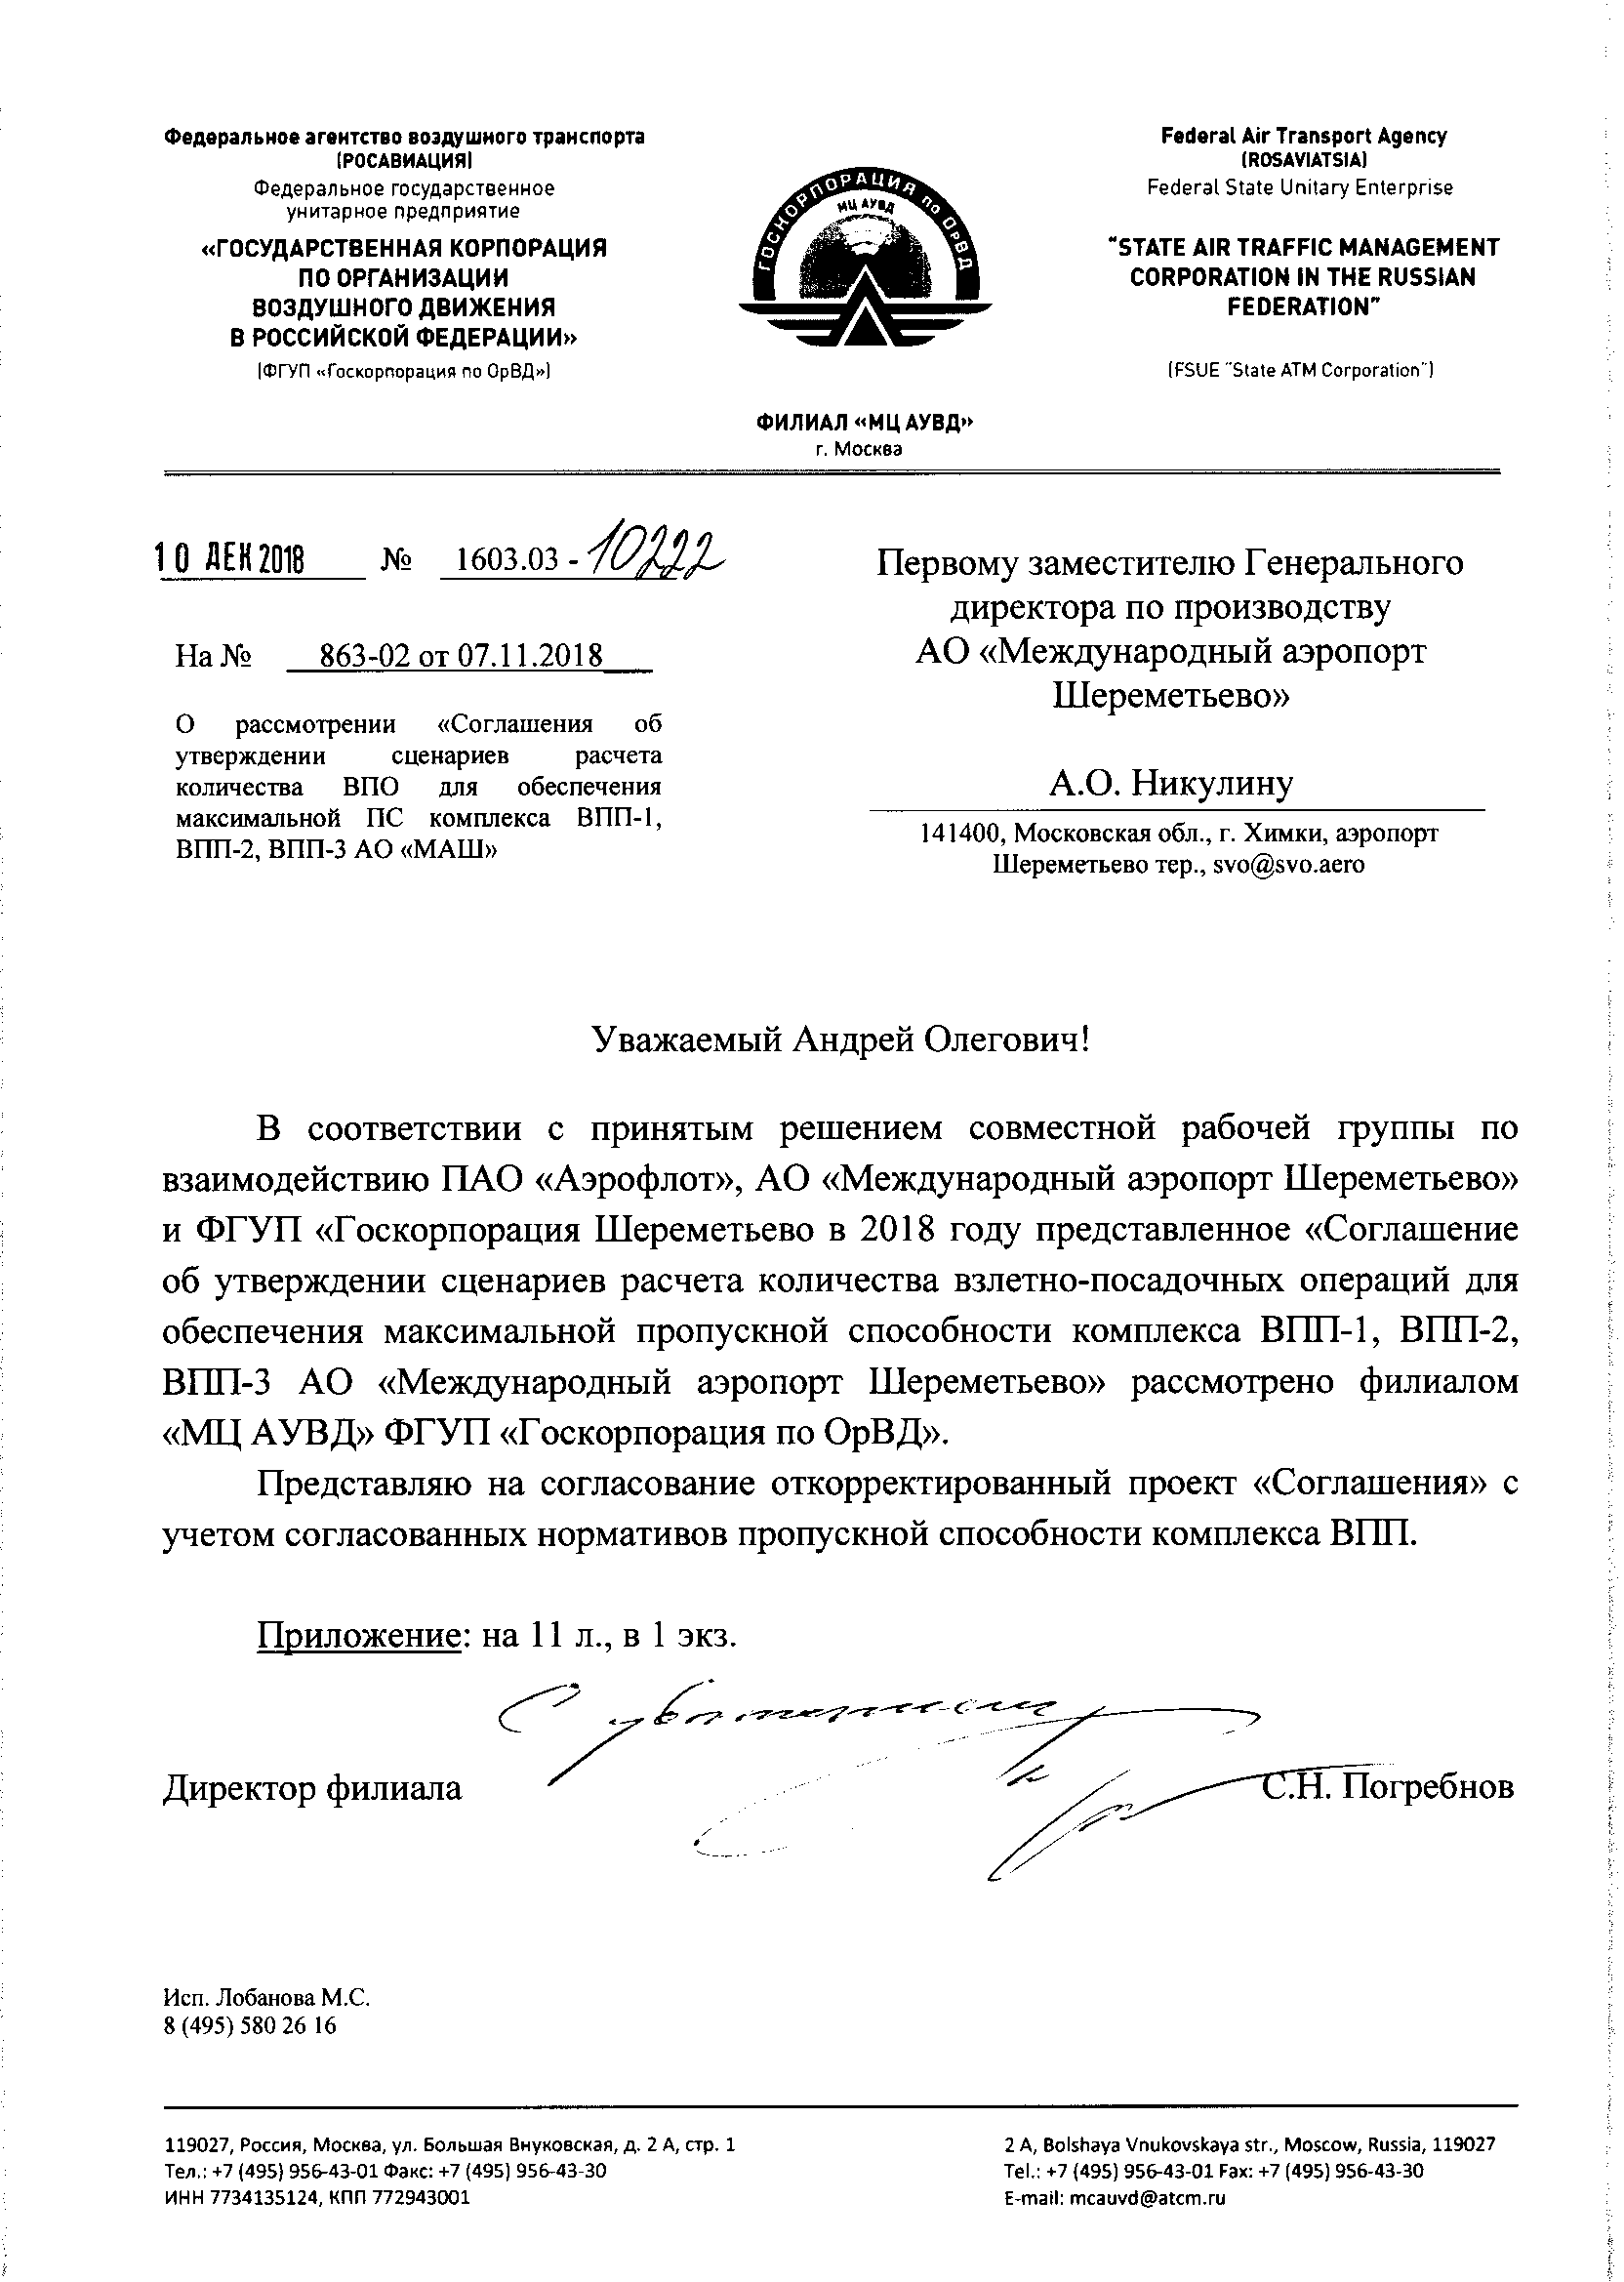 Федеральное агентство воздушного транспорта
(РОСАВИАЦИЯ)
Федеральное государственное
унитарное предприятие
«ГОСУДАРСТВЕННАЯ КОРПОРАЦИЯ
ПО ОРГАНИЗАЦИИ
ВОЗДУШНОГО ДВИЖЕНИЯ
В РОССИЙСКОЙ ФЕДЕРАЦИИ»
(ФГУП «Госкорпорация по ОрВД»)
ГОСКОРПОРАЦИЯ по ОрВД
МЦ АУВД
Federal Air Transport Agency
(ROSAVIATSIA)
Federal State Unitary Enterprise
"STATE AIR TRAFFIC MANAGEMENT
CORPORATION IN THE RUSSIAN
FEDERATION"
(FSUE "State ATM Corporation")
ФИЛИАЛ «МЦ АУВД»
г. Москва
10 ДЕК 2018 № 1603.03 - 10222
На № 863-02 от 07.11.2018
О рассмотрении «Соглашения об
утверждении сценариев расчета
количества ВПО для обеспечения
максимальной ПС комплекса ВПП-1,
ВПП-2, ВПП-3 АО «МАШ»
Первому заместителю Генерального
директора по производству
АО «Международный аэропорт
Шереметьево»
А.О. Никулину
141400, Московская обл., г. Химки, аэропорт
Шереметьево тер., svo@svo.aero
Уважаемый Андрей Олегович!
В соответствии с принятым решением совместной рабочей группы по
взаимодействию ПАО «Аэрофлот», АО «Международный аэропорт Шереметьево»
и ФГУП «Госкорпорация Шереметьево в 2018 году представленное «Соглашение
об утверждении сценариев расчета количества взлетно-посадочных операций для
обеспечения максимальной пропускной способности комплекса ВПП-1, ВПП-2,
ВПП-3 АО «Международный аэропорт Шереметьево» рассмотрено филиалом
«МЦ АУВД» ФГУП «Госкорпорация по ОрВД».
Представляю на согласование откорректированный проект «Соглашения» с
учетом согласованных нормативов пропускной способности комплекса ВПП.
Приложение: на 11 л., в 1 экз.
С уважением
Директор филиала С.Н. Погребнов
Исп. Лобанова М.С.
8 (495) 580 26 16
119027, Россия, Москва, ул. Большая Внуковская, д. 2 А, стр. 1
Тел.: +7 (495) 956-43-01 Факс: +7 (495) 956-43-30
ИНН 7734135124, КПП 772943001
2 A, Bolshaya Vnukovskaya str., Moscow, Russia, 119027
Tel.: +7 (495) 956-43-01 Fax: +7 (495) 956-43-30
E-mail: mcauvd@atcm.ru